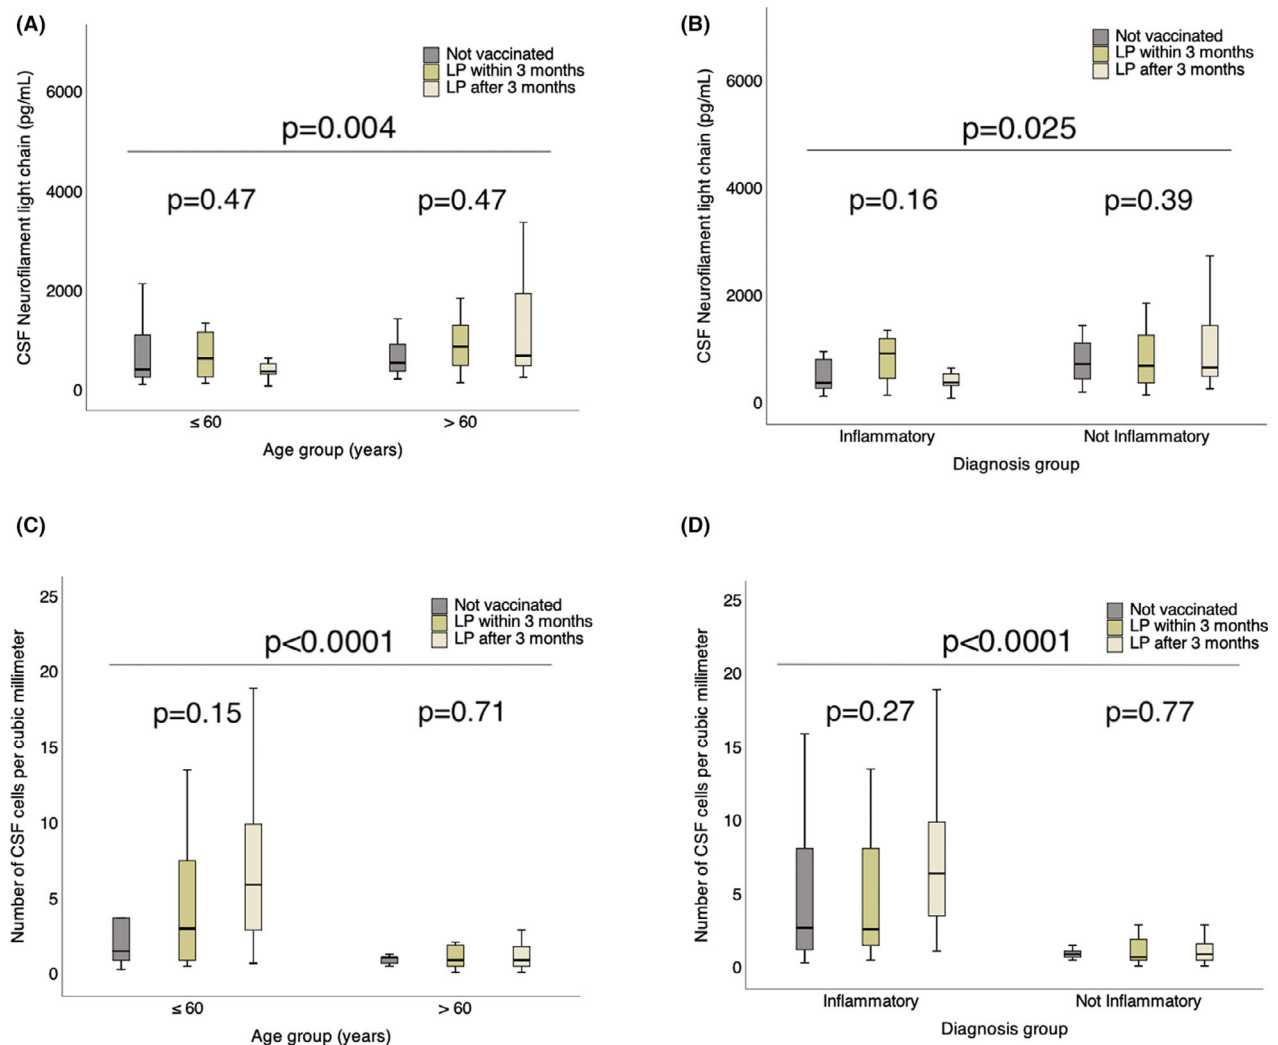 (A)
Not vaccinated
LP within 3 months
LP after 3 months
CSF Neurofilament light chain (pg/mL)
6000
4000
2000
0
p=0.004
p=0.47
p=0.47
≤ 60
> 60
Age group (years)
(B)
Not vaccinated
LP within 3 months
LP after 3 months
CSF Neurofilament light chain (pg/mL)
6000
4000
2000
0
p=0.025
p=0.16
p=0.39
Inflammatory
Not Inflammatory
Diagnosis group
(C)
Not vaccinated
LP within 3 months
LP after 3 months
Number of CSF cells per cubic millimeter
25
20
15
10
5
0
p<0.0001
p=0.15
p=0.71
≤ 60
> 60
Age group (years)
(D)
Not vaccinated
LP within 3 months
LP after 3 months
Number of CSF cells per cubic millimeter
25
20
15
10
5
0
p<0.0001
p=0.27
p=0.77
Inflammatory
Not Inflammatory
Diagnosis group